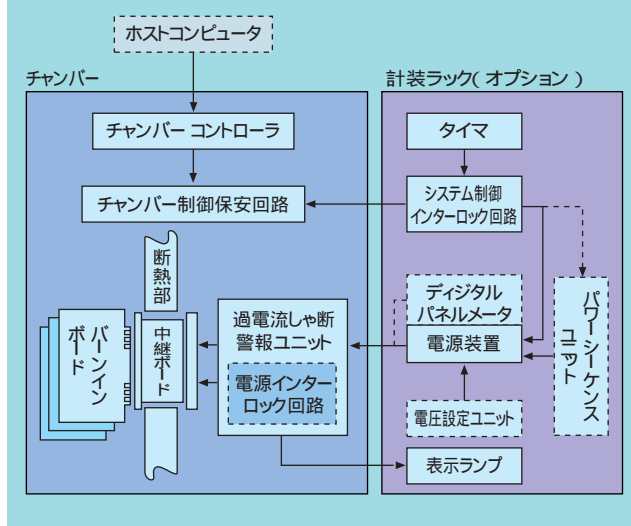 ホストコンピュータ
チャンバー
計装ラック(オプション)
チャンバー コントローラ
タイマ
チャンバー制御保安回路
システム制御
インターロック回路
断熱部
バーンイン
ボード
中継ボード
過電流しゃ断
警報ユニット
電源インター
ロック回路
ディジタル
パネルメータ
電源装置
パワーシーケンス
ユニット
電圧設定ユニット
表示ランプ